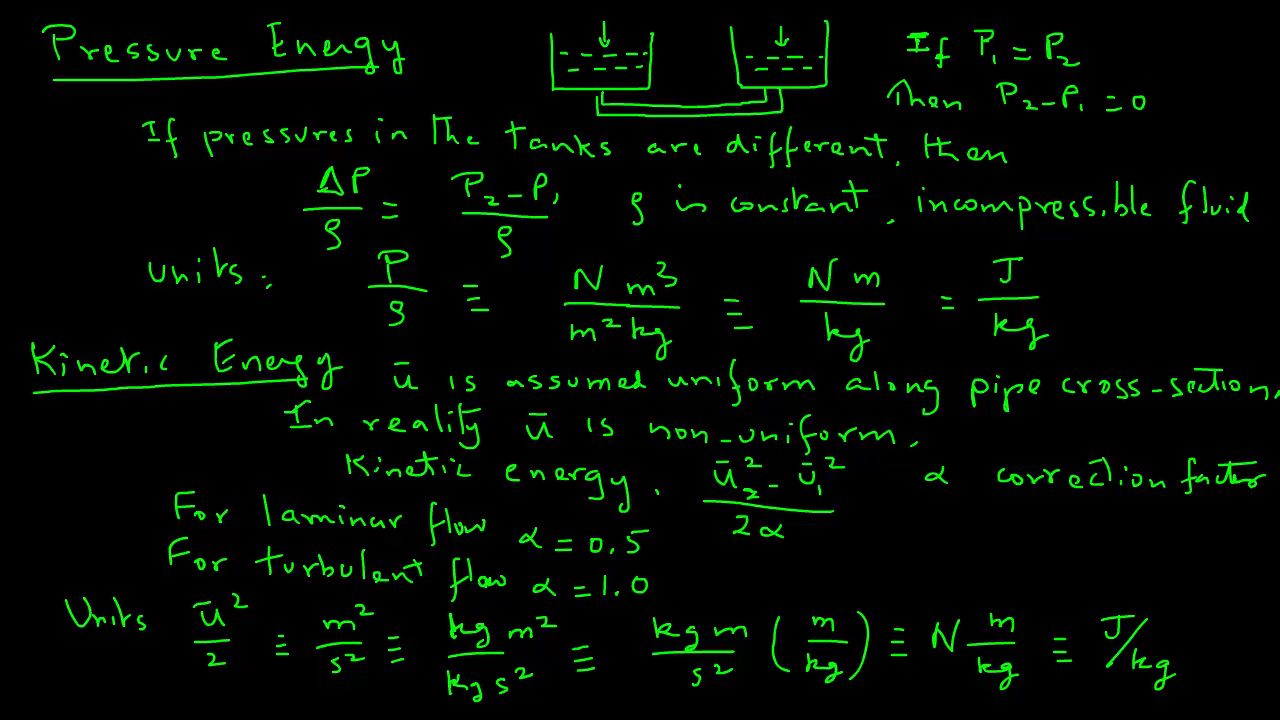 Pressure Energy
If P₁ = P₂
Then P₂ - P₁ = 0
If pressures in the tanks are different, then
ΔP/ρ = (P₂ - P₁)/ρ ρ is constant, incompressible fluid
units: P/ρ ≡ N m³/m² kg ≡ N m/kg = J/kg
Kinetic Energy ū is assumed uniform along pipe cross-section,
In reality ū is non-uniform.
Kinetic energy, (ū₂² - ū₁²)/2α α correction factor
For laminar flow α = 0.5
For turbulent flow α = 1.0
Units ū²/2 ≡ m²/s² ≡ kg m²/kg s² ≡ kg m/s² (m/kg) ≡ N m/kg ≡ J/kg